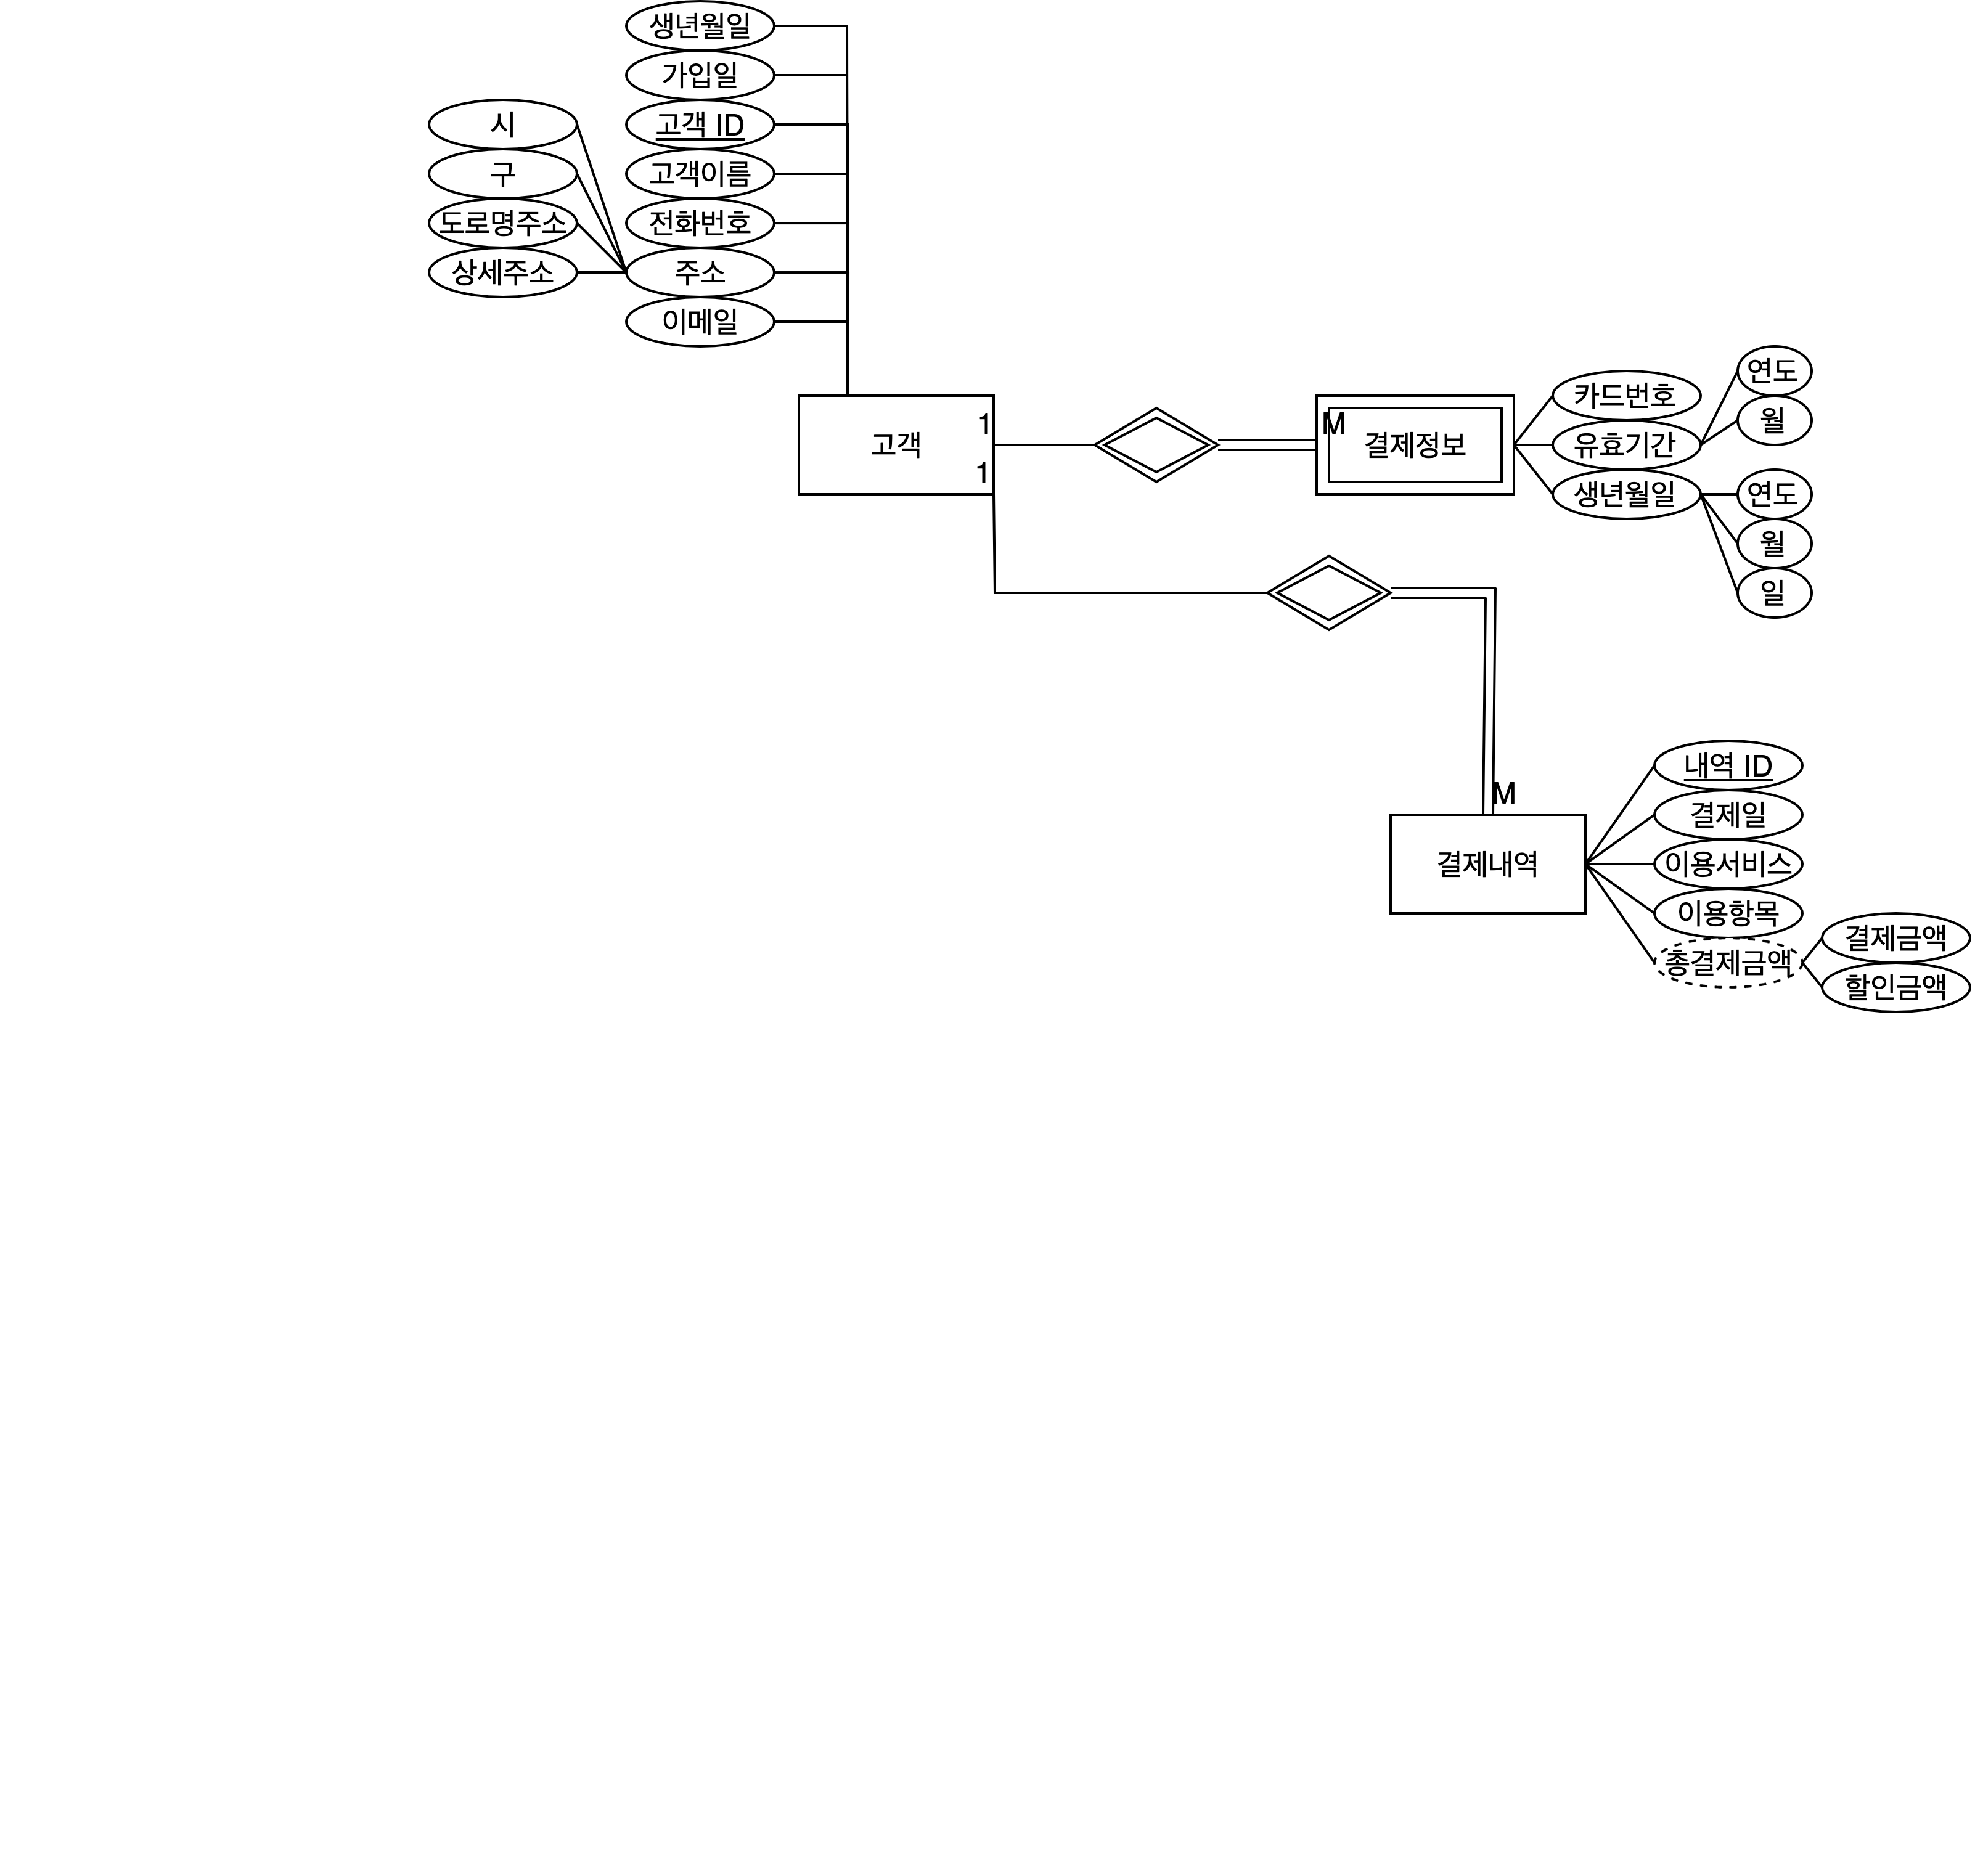 생년월일
가입일
고객 ID
고객이름
전화번호
주소
이메일
시
구
도로명주소
상세주소
고객
1
1
M
결제정보
카드번호
유효기간
생년월일
연도
월
연도
월
일
M
결제내역
내역 ID
결제일
이용서비스
이용항목
총결제금액
결제금액
할인금액